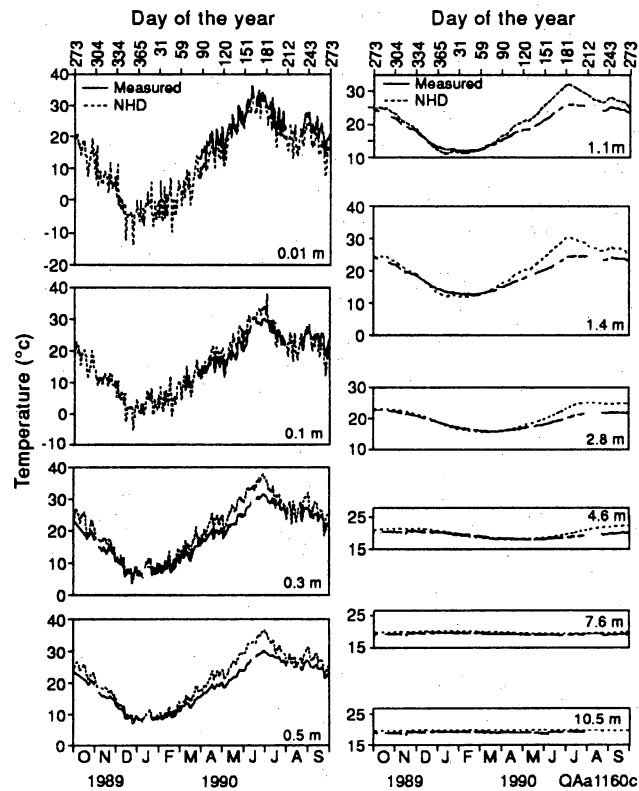 Day of the year
Day of the year
273 304 334 365 31 59 90 120 151 181 212 243 273
273 304 334 365 31 59 90 120 151 181 212 243 273
40
30
20
10
0
-10
-20
Measured
NHD
0.01 m
40
30
20
10
0
-10
0.1 m
40
30
20
10
0
0.3 m
40
30
20
10
0
0.5 m
Temperature (°c)
O N D J F M A M J J A S
1989 1990
40
30
20
10
Measured
NHD
1.1m
40
30
20
10
0
1.4 m
30
20
10
2.8 m
25
15
4.6 m
25
15
7.6 m
25
15
10.5 m
O N D J F M A M J J A S
1989 1990 QAa1160c